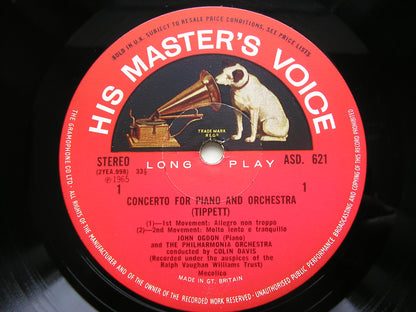 SOLD IN U.K. SUBJECT TO RESALE PRICE CONDITIONS, SEE PRICE LISTS
HIS MASTER'S VOICE
TRADE MARK
REGD
LONG PLAY
STEREO
(2YEA.998) 33⅓
℗1965
1
ASD. 621
1
CONCERTO FOR PIANO AND ORCHESTRA
(TIPPETT)
(1)—1st Movement: Allegro non troppo
(2)—2nd Movement: Molto lento e tranquillo
JOHN OGDON (Piano)
and THE PHILHARMONIA ORCHESTRA
conducted by COLIN DAVIS
(Recorded under the auspices of the
Ralph Vaughan Williams Trust)
Mecolico
MADE IN GT. BRITAIN
THE GRAMOPHONE CO LTD. ALL RIGHTS OF THE MANUFACTURER AND OF THE OWNER OF THE RECORDED WORK RESERVED. UNAUTHORISED PUBLIC PERFORMANCE BROADCASTING AND COPYING OF THIS RECORD PROHIBITED